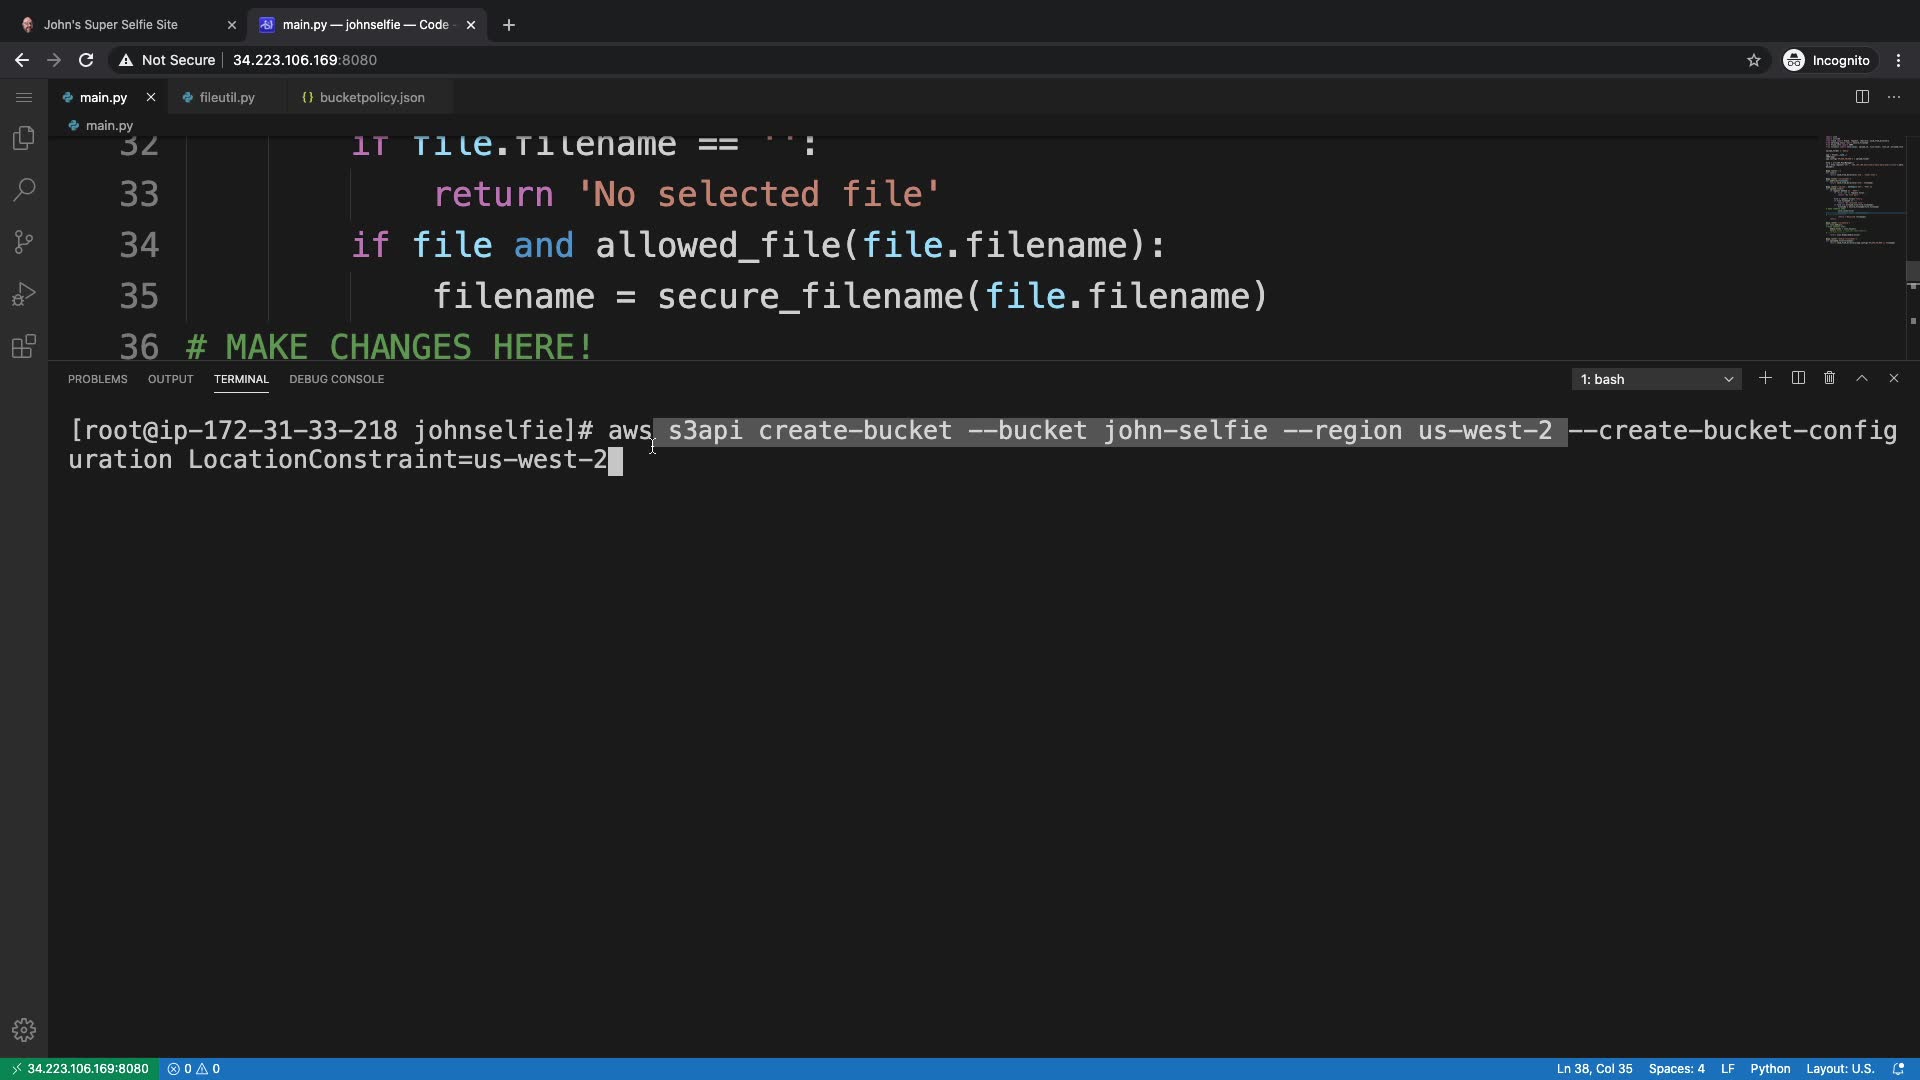 John's Super Selfie Site
main.py — johnselfie — Code -
Not Secure
34.223.106.169:8080
Incognito
main.py
fileutil.py
{} bucketpolicy.json
main.py
32 if file.filename == '':
33 return 'No selected file'
34 if file and allowed_file(file.filename):
35 filename = secure_filename(file.filename)
36 # MAKE CHANGES HERE!
PROBLEMS
OUTPUT
TERMINAL
DEBUG CONSOLE
1: bash
[root@ip-172-31-33-218 johnselfie]# aws s3api create-bucket --bucket john-selfie --region us-west-2 --create-bucket-config
uration LocationConstraint=us-west-2
34.223.106.169:8080
0
0
Ln 38, Col 35
Spaces: 4
LF
Python
Layout: U.S.